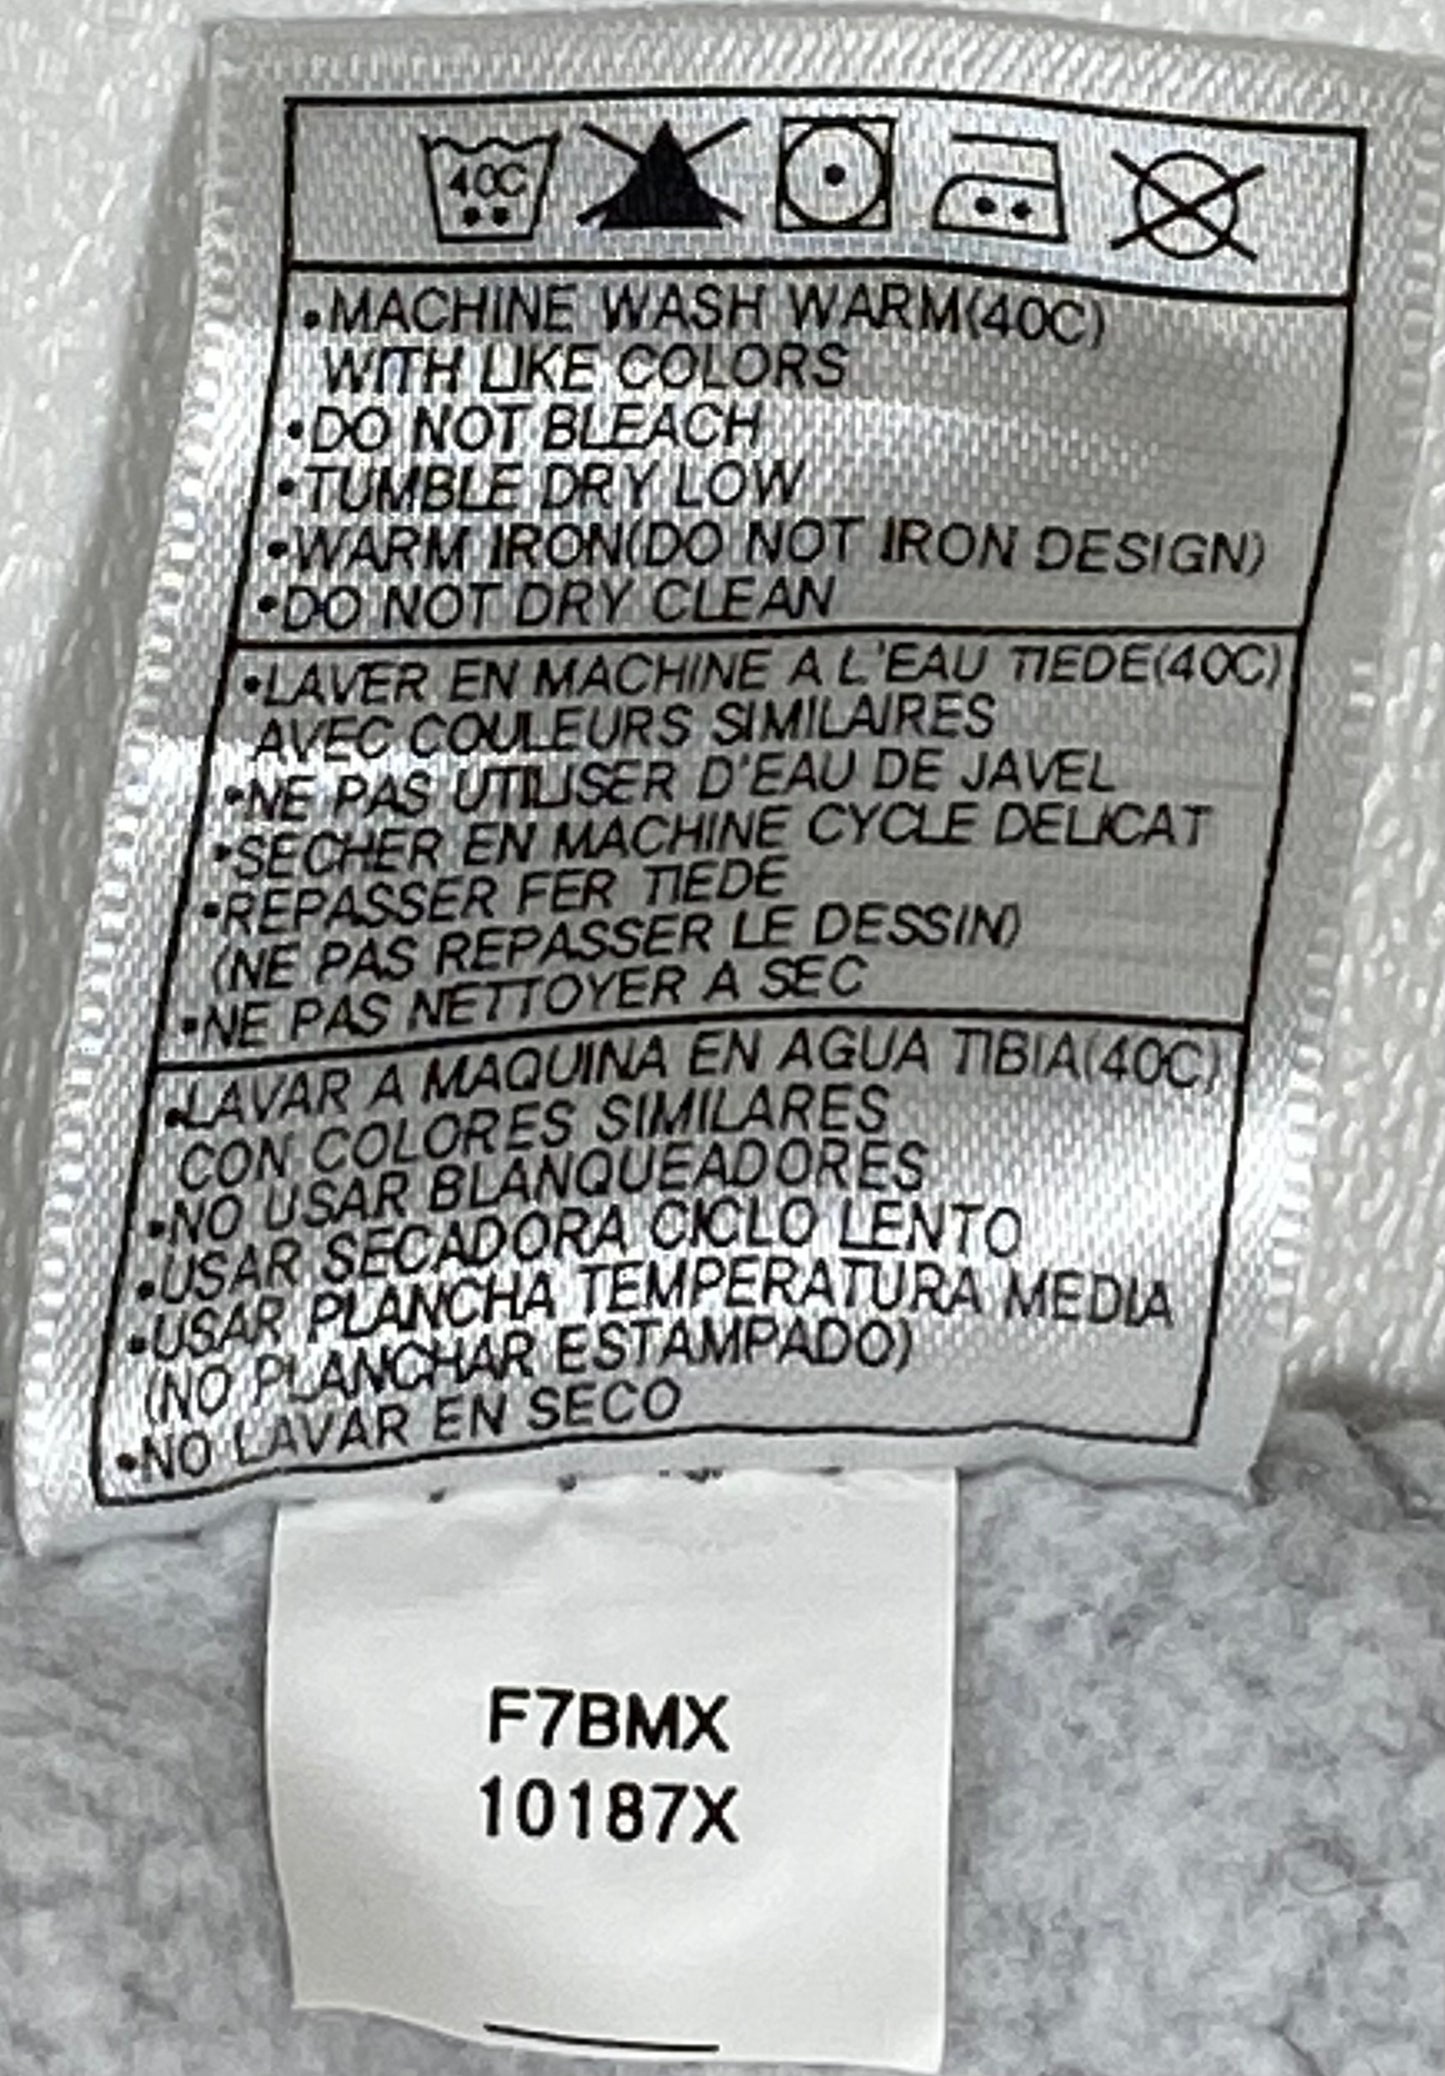 40C
•MACHINE WASH WARM(40C)
WITH LIKE COLORS
•DO NOT BLEACH
•TUMBLE DRY LOW
•WARM IRON(DO NOT IRON DESIGN)
•DO NOT DRY CLEAN
•LAVER EN MACHINE A L'EAU TIEDE(40C)
AVEC COULEURS SIMILAIRES
•NE PAS UTILISER D'EAU DE JAVEL
•SECHER EN MACHINE CYCLE DELICAT
•REPASSER FER TIEDE
(NE PAS REPASSER LE DESSIN)
•NE PAS NETTOYER A SEC
•LAVAR A MAQUINA EN AGUA TIBIA(40C)
CON COLORES SIMILARES
•NO USAR BLANQUEADORES
•USAR SECADORA CICLO LENTO
•USAR PLANCHA TEMPERATURA MEDIA
(NO PLANCHAR ESTAMPADO)
•NO LAVAR EN SECO
F7BMX
10187X